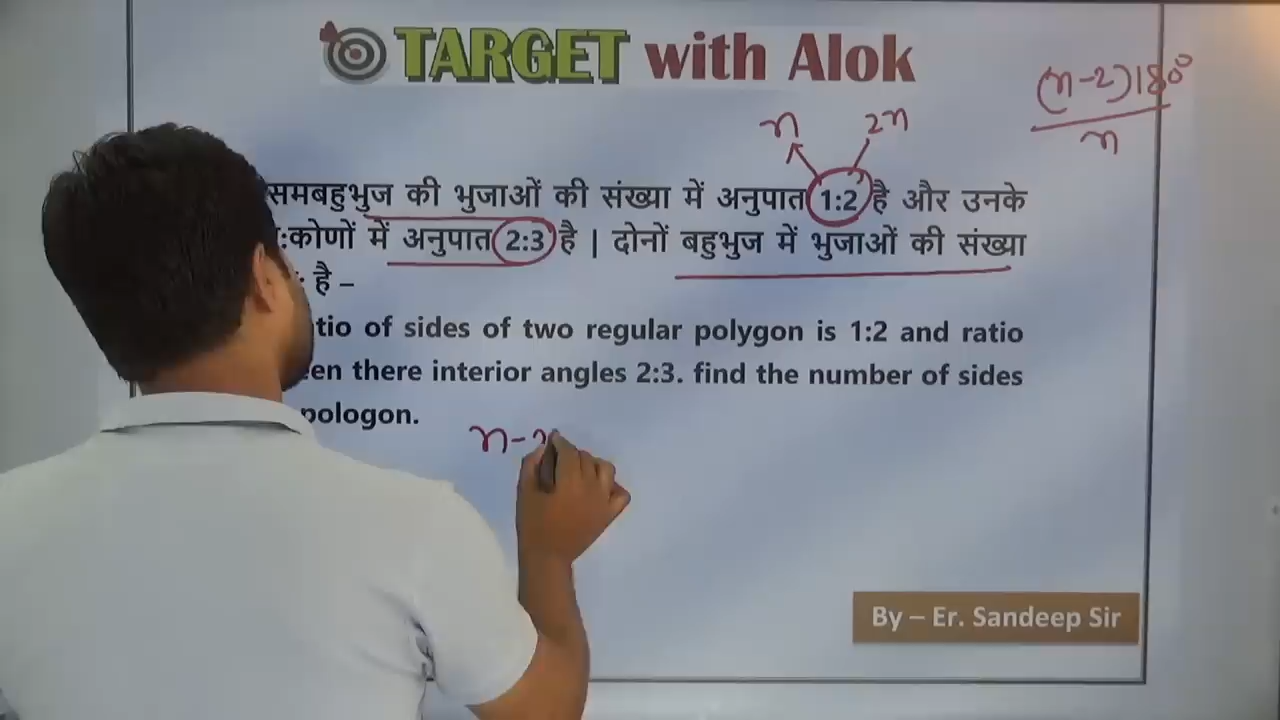 TARGET with Alok
(n-2)180°
n
n 2n
समबहुभुज की भुजाओं की संख्या में अनुपात 1:2 है और उनके
:कोणों में अनुपात 2:3 है | दोनों बहुभुज में भुजाओं की संख्या
है –
tio of sides of two regular polygon is 1:2 and ratio
en there interior angles 2:3. find the number of sides
pologon.
n-2
By – Er. Sandeep Sir